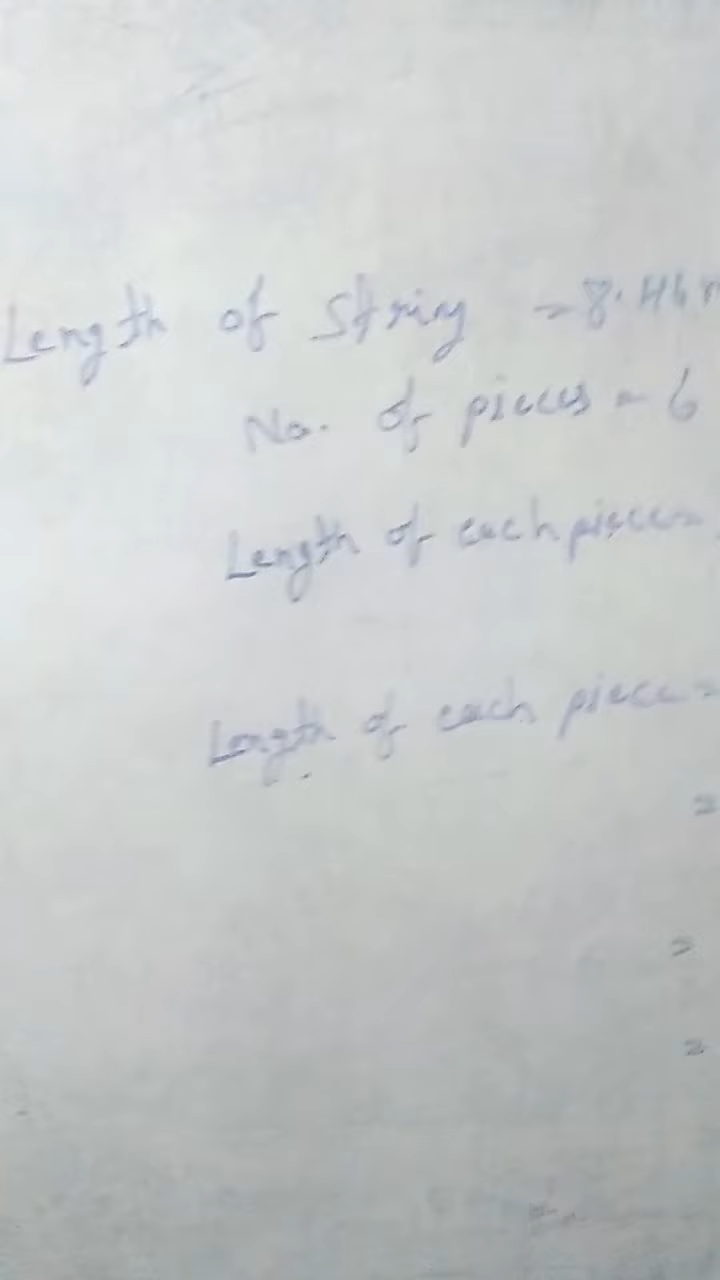 Length of string = 8.46 m
No. of pieces = 6
Length of each piece =
Length of each piece =
=
=
=